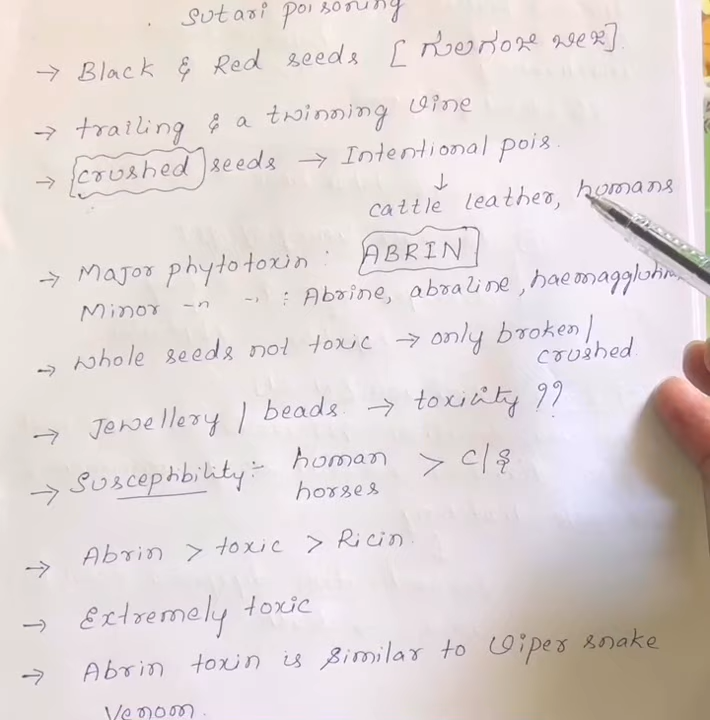 Sutari poisoning
→ Black & Red seeds [ ಗುಲಗಂಜಿ ಬೀಜ ]
→ trailing & a twinning vine
→ crushed seeds → Intentional pois.
↓
cattle leather, humans
→ Major phytotoxin : ABRIN
Minor -"- -"- : Abrine, abraline,
→ Whole seeds not toxic → only broken /
crushed.
→ Jewellery / beads → toxicity ??
→ Susceptibility :- human > C/S
horses
→ Abrin > toxic > Ricin.
→ Extremely toxic
→ Abrin toxin is similar to Viper snake
Venom.